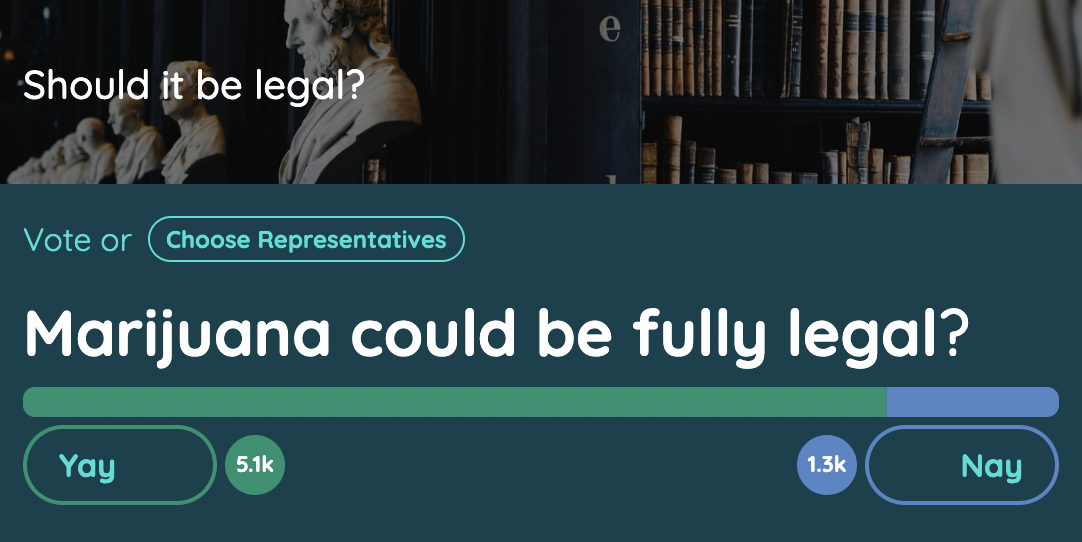 e
Should it be legal?
Vote or Choose Representatives
Marijuana could be fully legal?
Yay 5.1k 1.3k Nay